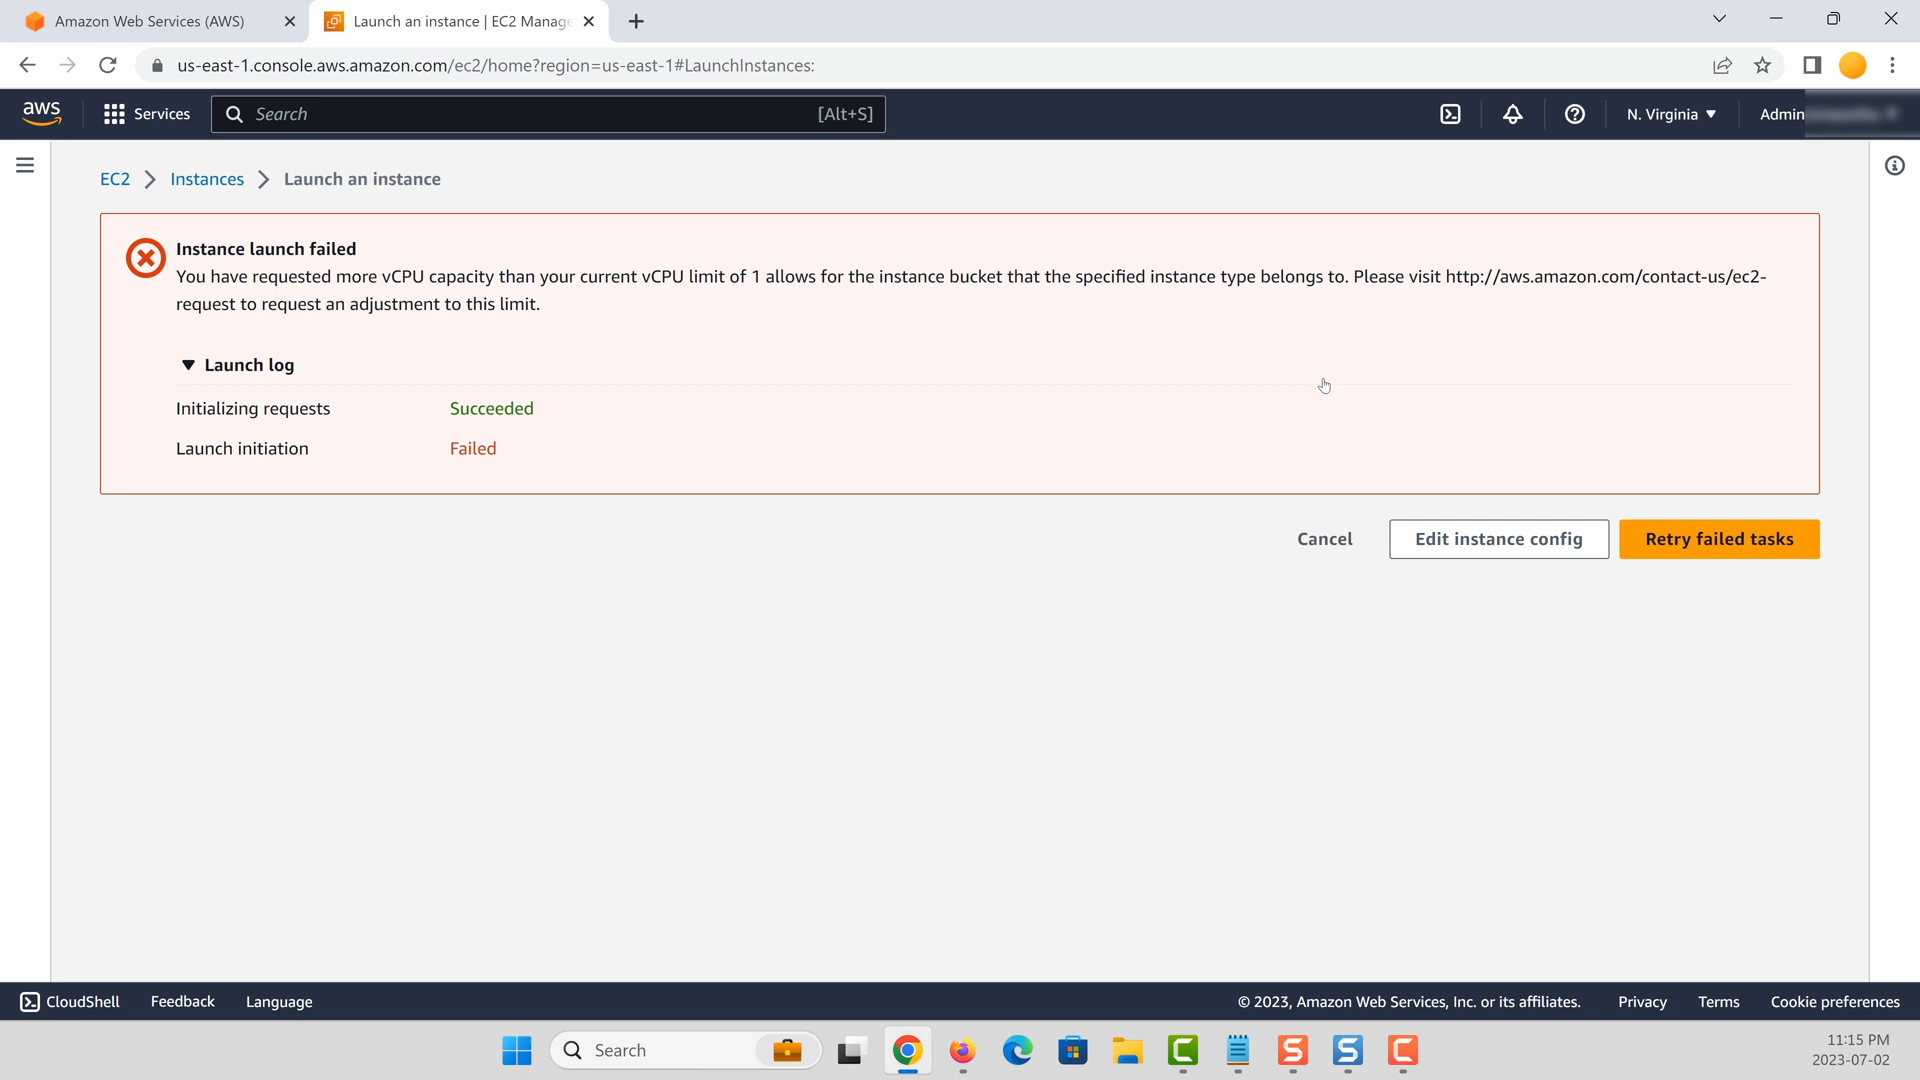 Amazon Web Services (AWS)
Launch an instance | EC2 Manage
us-east-1.console.aws.amazon.com/ec2/home?region=us-east-1#LaunchInstances:
aws
Services
Search
[Alt+S]
N. Virginia
Admin
EC2 > Instances > Launch an instance
Instance launch failed
You have requested more vCPU capacity than your current vCPU limit of 1 allows for the instance bucket that the specified instance type belongs to. Please visit http://aws.amazon.com/contact-us/ec2-
request to request an adjustment to this limit.
Launch log
Initializing requests Succeeded
Launch initiation Failed
Cancel
Edit instance config
Retry failed tasks
CloudShell
Feedback
Language
© 2023, Amazon Web Services, Inc. or its affiliates.
Privacy
Terms
Cookie preferences
Search
11:15 PM
2023-07-02